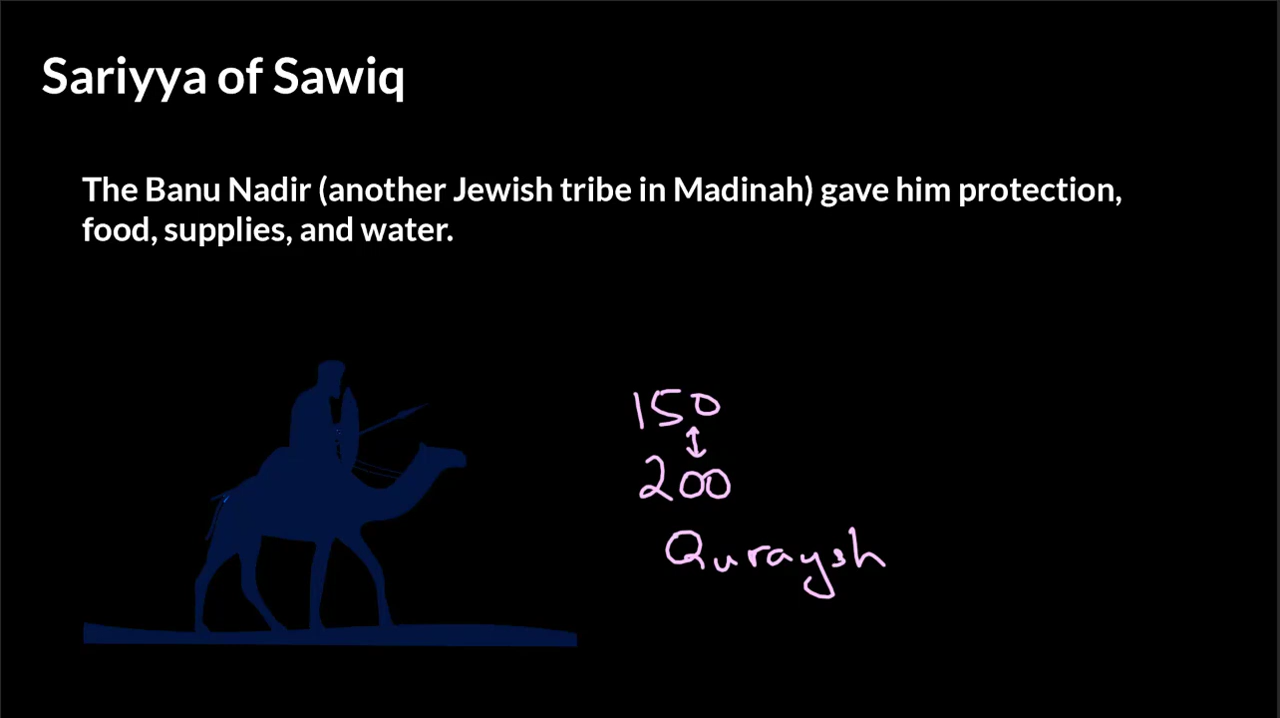 Sariyya of Sawiq
The Banu Nadir (another Jewish tribe in Madinah) gave him protection,
food, supplies, and water.
150
200
Quraysh